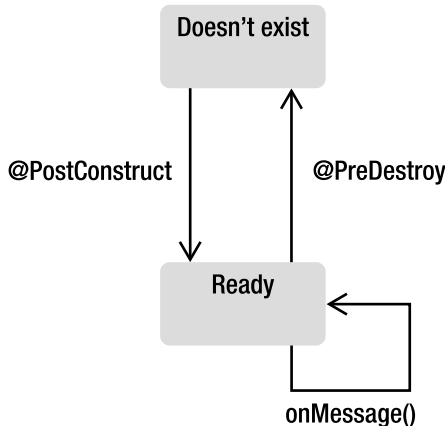 Doesn't exist
@PostConstruct
@PreDestroy
Ready
onMessage()